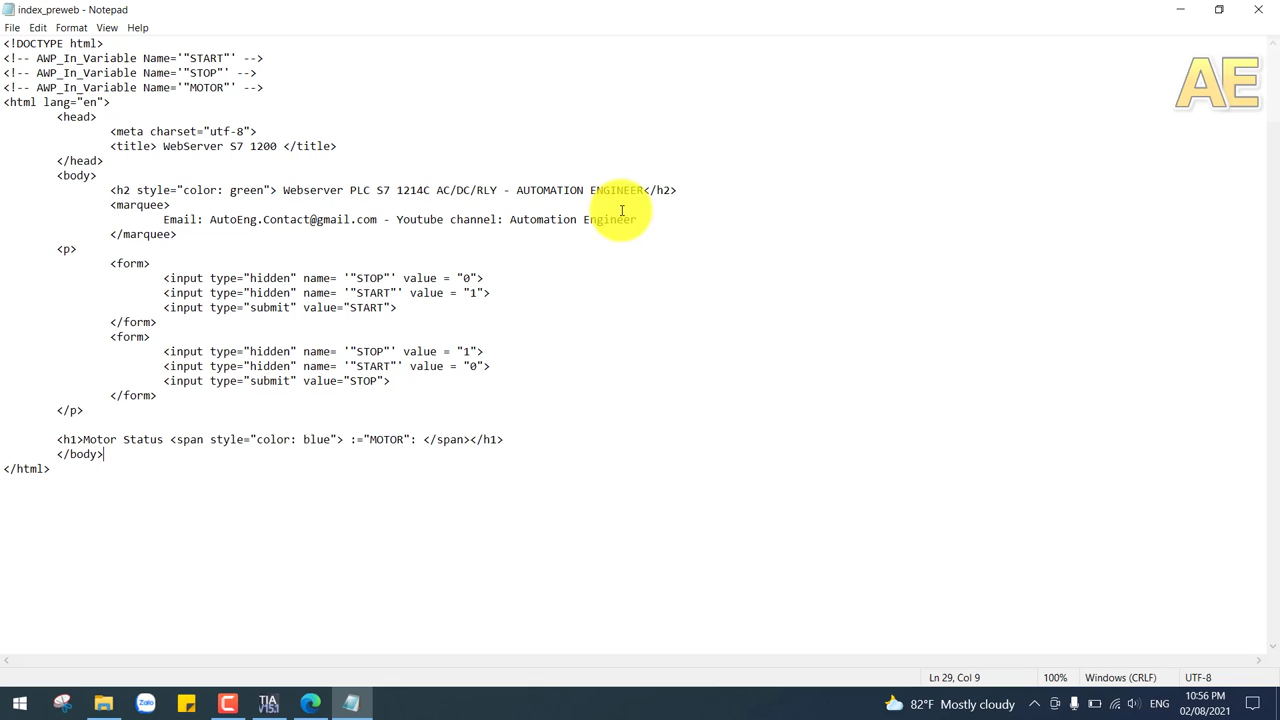 index_preweb - Notepad
File Edit Format View Help
<!DOCTYPE html>
<!-- AWP_In_Variable Name='"START"' -->
<!-- AWP_In_Variable Name='"STOP"' -->
<!-- AWP_In_Variable Name='"MOTOR"' -->
<html lang="en">
<head>
<meta charset="utf-8">
<title> WebServer S7 1200 </title>
</head>
<body>
<h2 style="color: green"> Webserver PLC S7 1214C AC/DC/RLY - AUTOMATION ENGINEER</h2>
<marquee>
Email: AutoEng.Contact@gmail.com - Youtube channel: Automation Engineer
</marquee>
<p>
<form>
<input type="hidden" name= '"STOP"' value = "0">
<input type="hidden" name= '"START"' value = "1">
<input type="submit" value="START">
</form>
<form>
<input type="hidden" name= '"STOP"' value = "1">
<input type="hidden" name= '"START"' value = "0">
<input type="submit" value="STOP">
</form>
</p>
<h1>Motor Status <span style="color: blue"> :="MOTOR": </span></h1>
</body>
</html>
AE
Ln 29, Col 9 100% Windows (CRLF) UTF-8
Zalo
TIA
V15.1
82°F Mostly cloudy
ENG
10:56 PM
02/08/2021